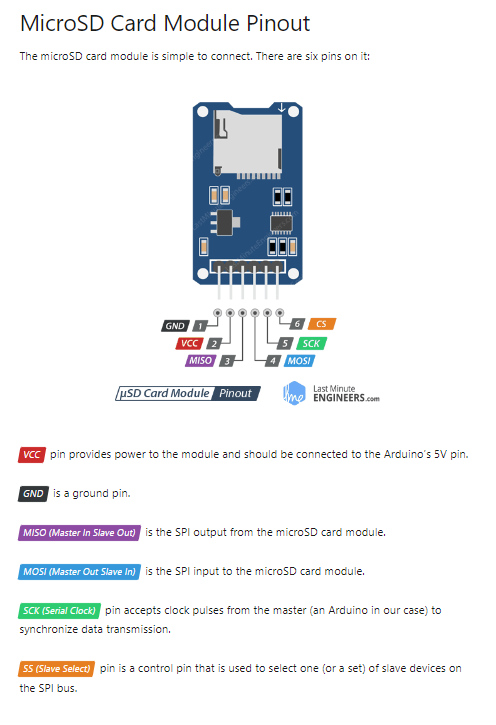 MicroSD Card Module Pinout
The microSD card module is simple to connect. There are six pins on it:
GND 1
6 CS
VCC 2
5 SCK
MISO 3
4 MOSI
µSD Card Module Pinout
Last Minute
ENGINEERS.com
VCC pin provides power to the module and should be connected to the Arduino's 5V pin.
GND is a ground pin.
MISO (Master In Slave Out) is the SPI output from the microSD card module.
MOSI (Master Out Slave In) is the SPI input to the microSD card module.
SCK (Serial Clock) pin accepts clock pulses from the master (an Arduino in our case) to
synchronize data transmission.
SS (Slave Select) pin is a control pin that is used to select one (or a set) of slave devices on
the SPI bus.